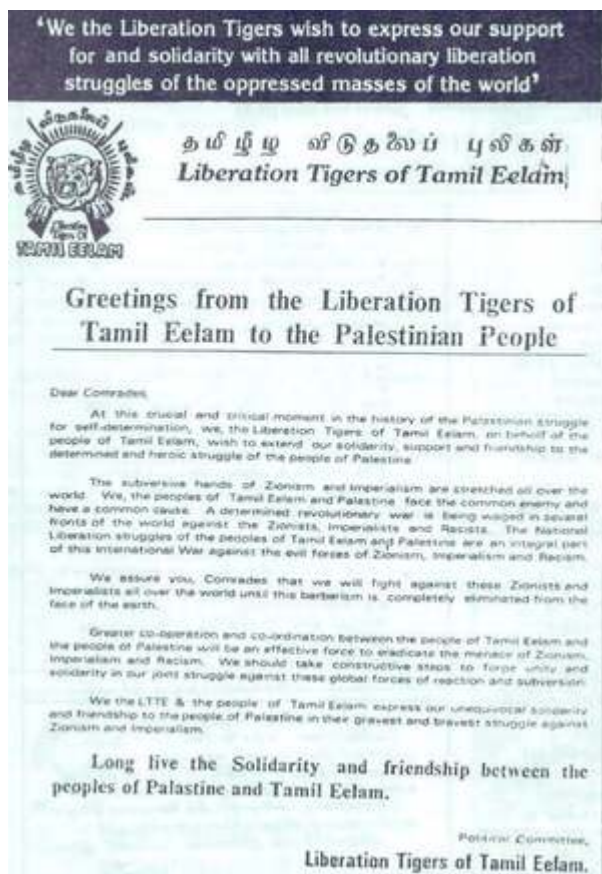 ‘We the Liberation Tigers wish to express our support
for and solidarity with all revolutionary liberation
struggles of the oppressed masses of the world’
தமிழீழ விடுதலைப் புலிகள்
Liberation Tigers of Tamil Eelam
தமிழீழ விடுதலைப் புலிகள்
Liberation
Tigers Of
TAMIL EELAM
Greetings from the Liberation Tigers of
Tamil Eelam to the Palestinian People
Dear Comrades,
At this crucial and critical moment in the history of the Palastinian struggle
for self-determination, we, the Liberation Tigers of Tamil Eelam, on behalf of the
people of Tamil Eelam, wish to extend our solidarity, support and friendship to the
determined and heroic struggle of the people of Palestine.
The subversive hands of Zionism and Imperialism are stretched all over the
world. We, the peoples of Tamil Eelam and Palestine face the common enemy and
have a common cause. A determined revolutionary war is being waged in several
fronts of the world against the Zionists, Imperialists and Racists. The National
Liberation struggles of the peoples of Tamil Eelam and Palestine are an integral part
of this International War against the evil forces of Zionism, Imperialism and Racism.
We assure you, Comrades that we will fight against these Zionists and
Imperialists all over the world until this barbarism is completely eliminated from the
face of the earth.
Greater co-operation and co-ordination between the people of Tamil Eelam and
the people of Palestine will be an effective force to eradicate the menace of Zionism,
Imperialism and Racism. We should take constructive steps to forge unity and
solidarity in our joint struggle against these global forces of reaction and subversion.
We the LTTE & the people of Tamil Eelam express our unequivocal solidarity
and friendship to the people of Palestine in their gravest and bravest struggle against
Zionism and Imperialism.
Long live the Solidarity and friendship between the
peoples of Palastine and Tamil Eelam.
Political Committee,
Liberation Tigers of Tamil Eelam.